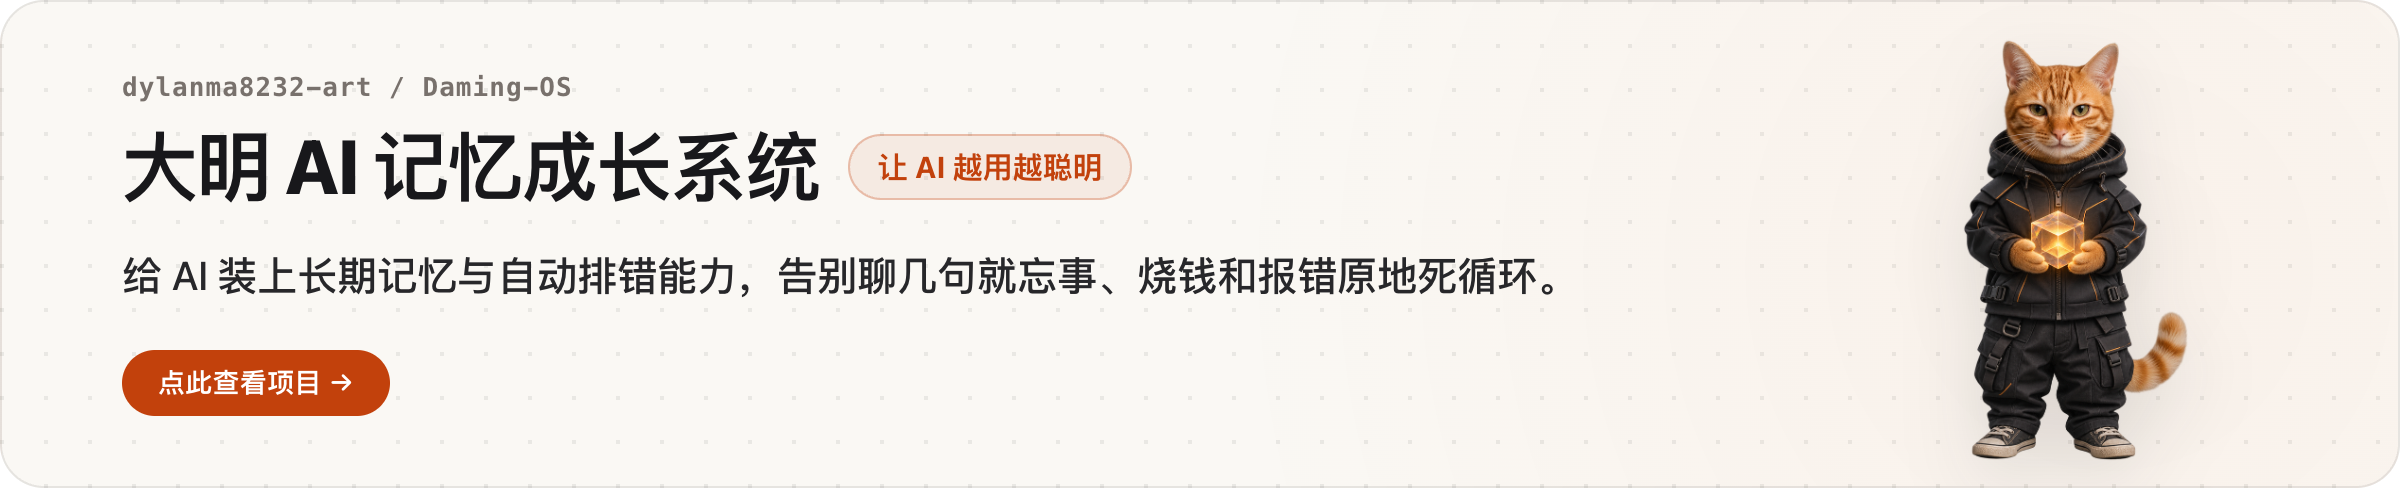 dylanma8232-art / Daming-OS
大明 AI 记忆成长系统
让 AI 越用越聪明
给 AI 装上长期记忆与自动排错能力，告别聊几句就忘事、烧钱和报错原地死循环。
点此查看项目 →